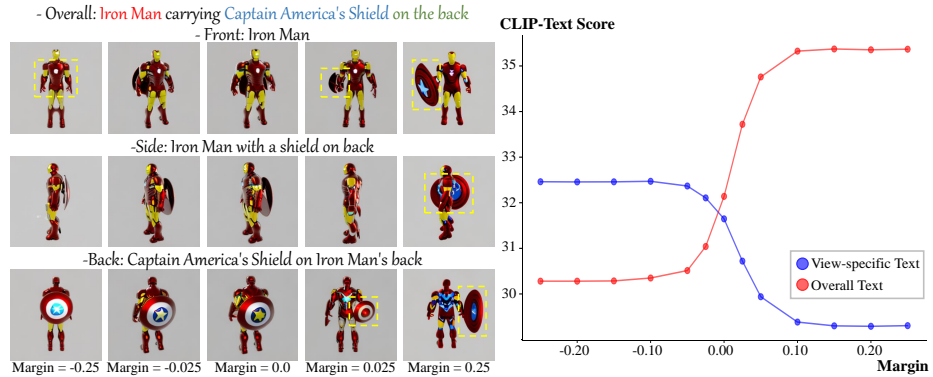 - Overall: Iron Man carrying Captain America's Shield on the back
- Front: Iron Man
-Side: Iron Man with a shield on back
-Back: Captain America's Shield on Iron Man's back
Margin = -0.25 Margin = -0.025 Margin = 0.0 Margin = 0.025 Margin = 0.25
CLIP-Text Score
35
34
33
32
31
30
View-specific Text
Overall Text
-0.20 -0.10 0.00 0.10 0.20
Margin